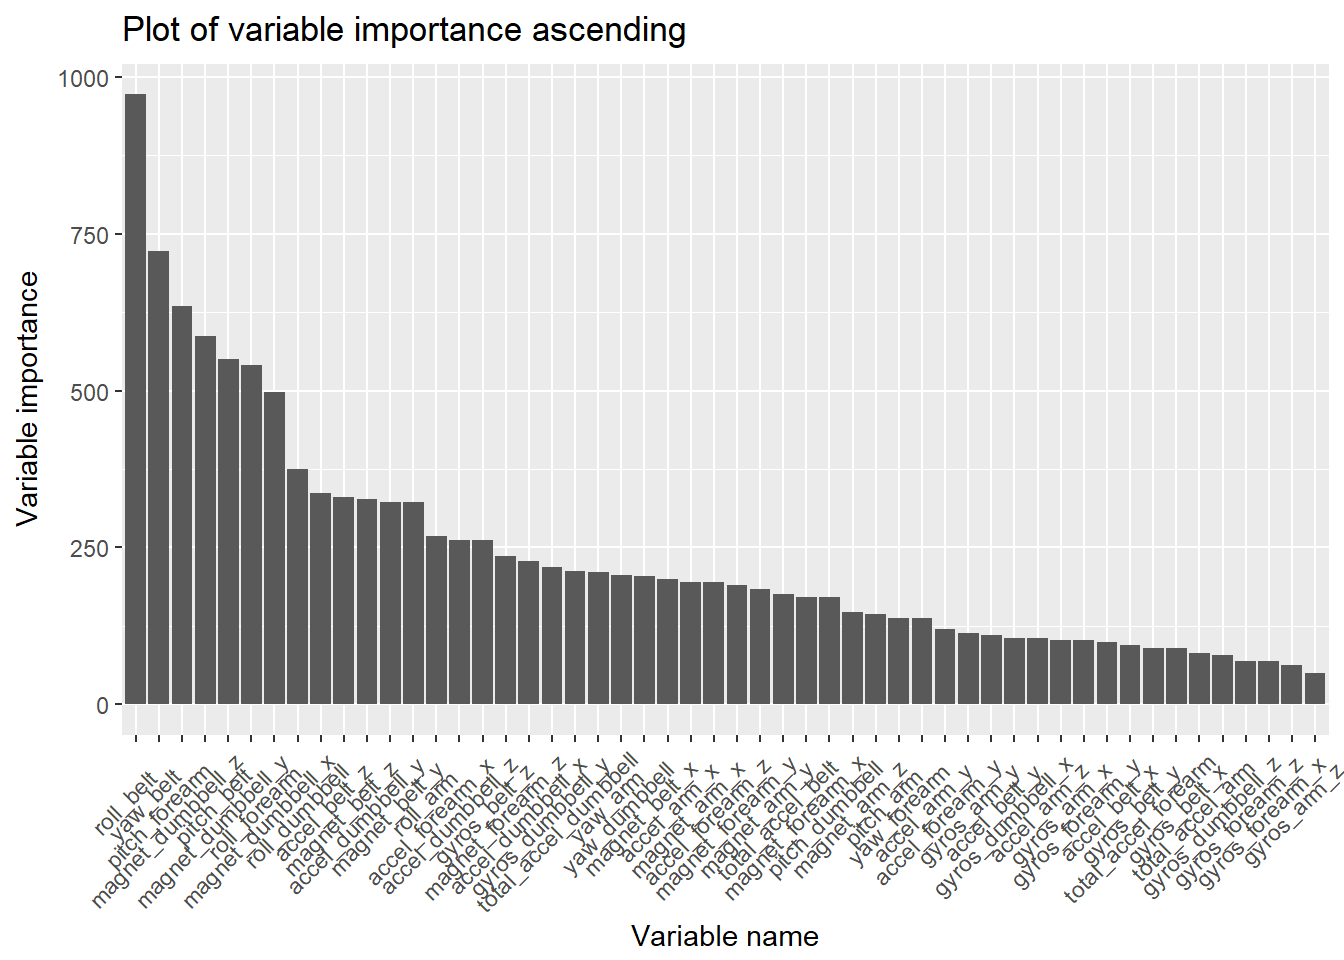 Plot of variable importance ascending
Variable importance
1000
750
500
250
0
roll_belt
yaw_belt
pitch_forearm
magnet_dumbbell_z
pitch_belt
magnet_dumbbell_y
roll_forearm
magnet_dumbbell_x
roll_dumbbell
accel_belt_z
magnet_belt_z
accel_dumbbell_y
magnet_belt_y
roll_arm
accel_forearm_x
accel_dumbbell_z
gyros_belt_z
magnet_forearm_z
accel_dumbbell_x
gyros_dumbbell_y
total_accel_dumbbell
yaw_arm
yaw_dumbbell
magnet_belt_x
accel_arm_x
magnet_arm_x
accel_forearm_z
magnet_forearm_y
magnet_arm_y
total_accel_belt
magnet_forearm_x
pitch_dumbbell
magnet_arm_z
pitch_arm
yaw_forearm
accel_arm_y
accel_forearm_y
gyros_arm_y
accel_belt_y
gyros_dumbbell_x
accel_arm_z
gyros_arm_x
gyros_forearm_y
accel_belt_x
gyros_belt_y
accel_forearm
gyros_belt_x
total_accel_arm
gyros_dumbbell_z
gyros_forearm_z
gyros_forearm_x
gyros_arm_z
Variable name